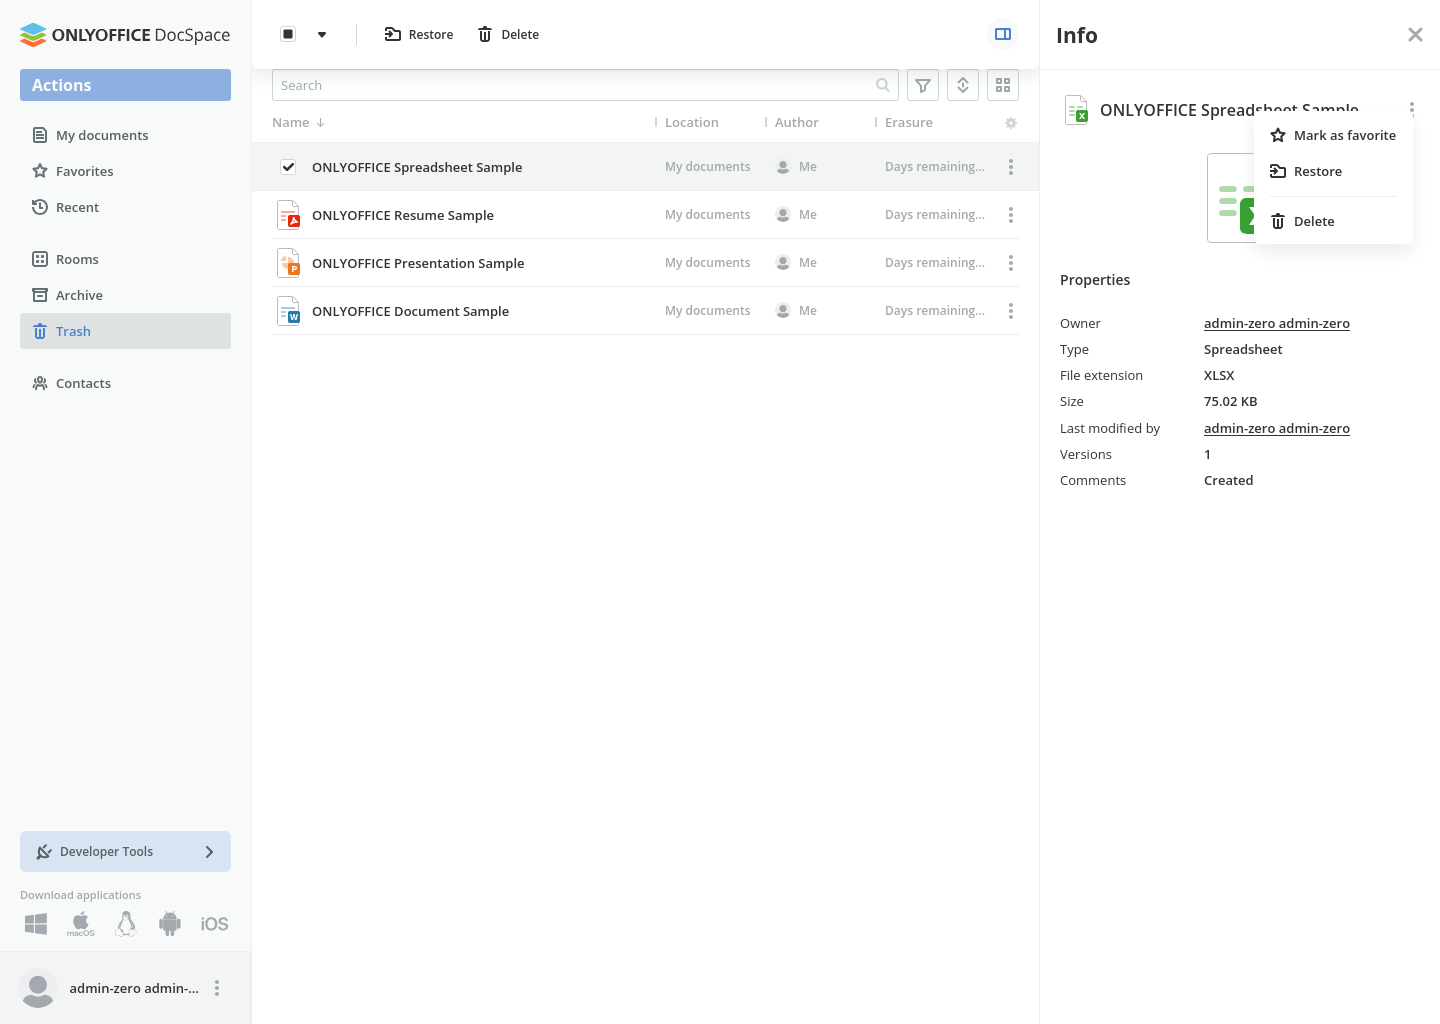 ONLYOFFICE DocSpace
Actions
My documents
Favorites
Recent
Rooms
Archive
Trash
Contacts
Developer Tools
Download applications
macOS
iOS
admin-zero admin-...
Restore
Delete
Search
Name
Location
Author
Erasure
ONLYOFFICE Spreadsheet Sample
My documents
Me
Days remaining...
ONLYOFFICE Resume Sample
My documents
Me
Days remaining...
P
ONLYOFFICE Presentation Sample
My documents
Me
Days remaining...
W
ONLYOFFICE Document Sample
My documents
Me
Days remaining...
Info
X
ONLYOFFICE Spreadsheet Sample
Mark as favorite
Restore
Delete
Properties
Owner admin-zero admin-zero
Type Spreadsheet
File extension XLSX
Size 75.02 KB
Last modified by admin-zero admin-zero
Versions 1
Comments Created